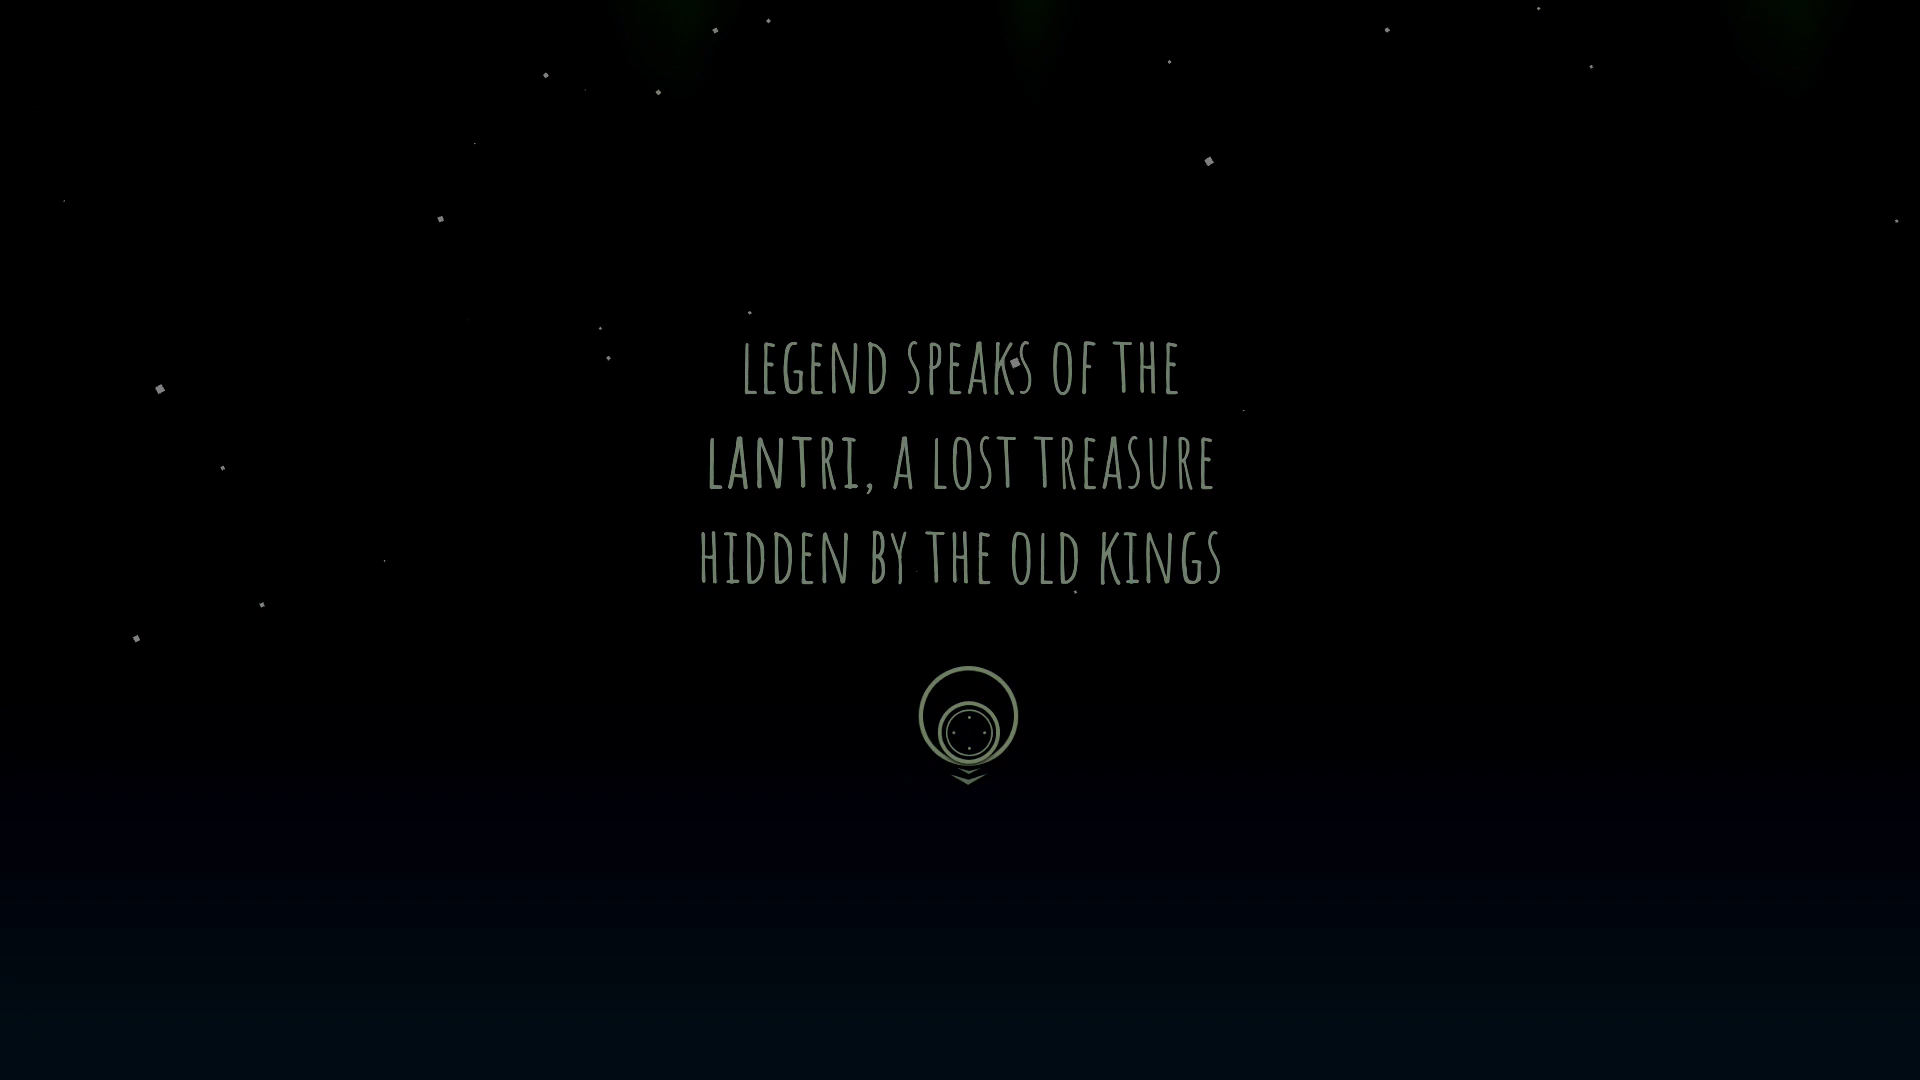 LEGEND SPEAKS OF THE
LANTRI, A LOST TREASURE
HIDDEN BY THE OLD KINGS